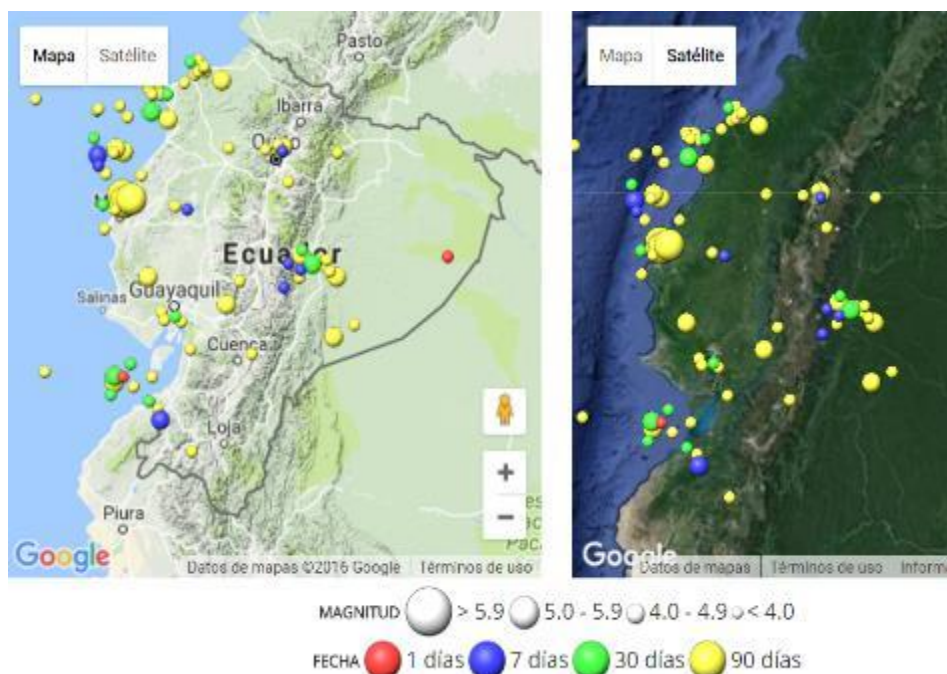 Mapa Satélite
Pasto
Ibarra
Ecuador
Salinas Guayaquil
Cuenca
Loja
Piura
Google
Datos de mapas ©2016 Google Términos de uso
Mapa Satélite
Google
Datos de mapas Términos de uso Inform
MAGNITUD > 5.9 5.0 - 5.9 4.0 - 4.9 < 4.0
FECHA 1 días 7 días 30 días 90 días